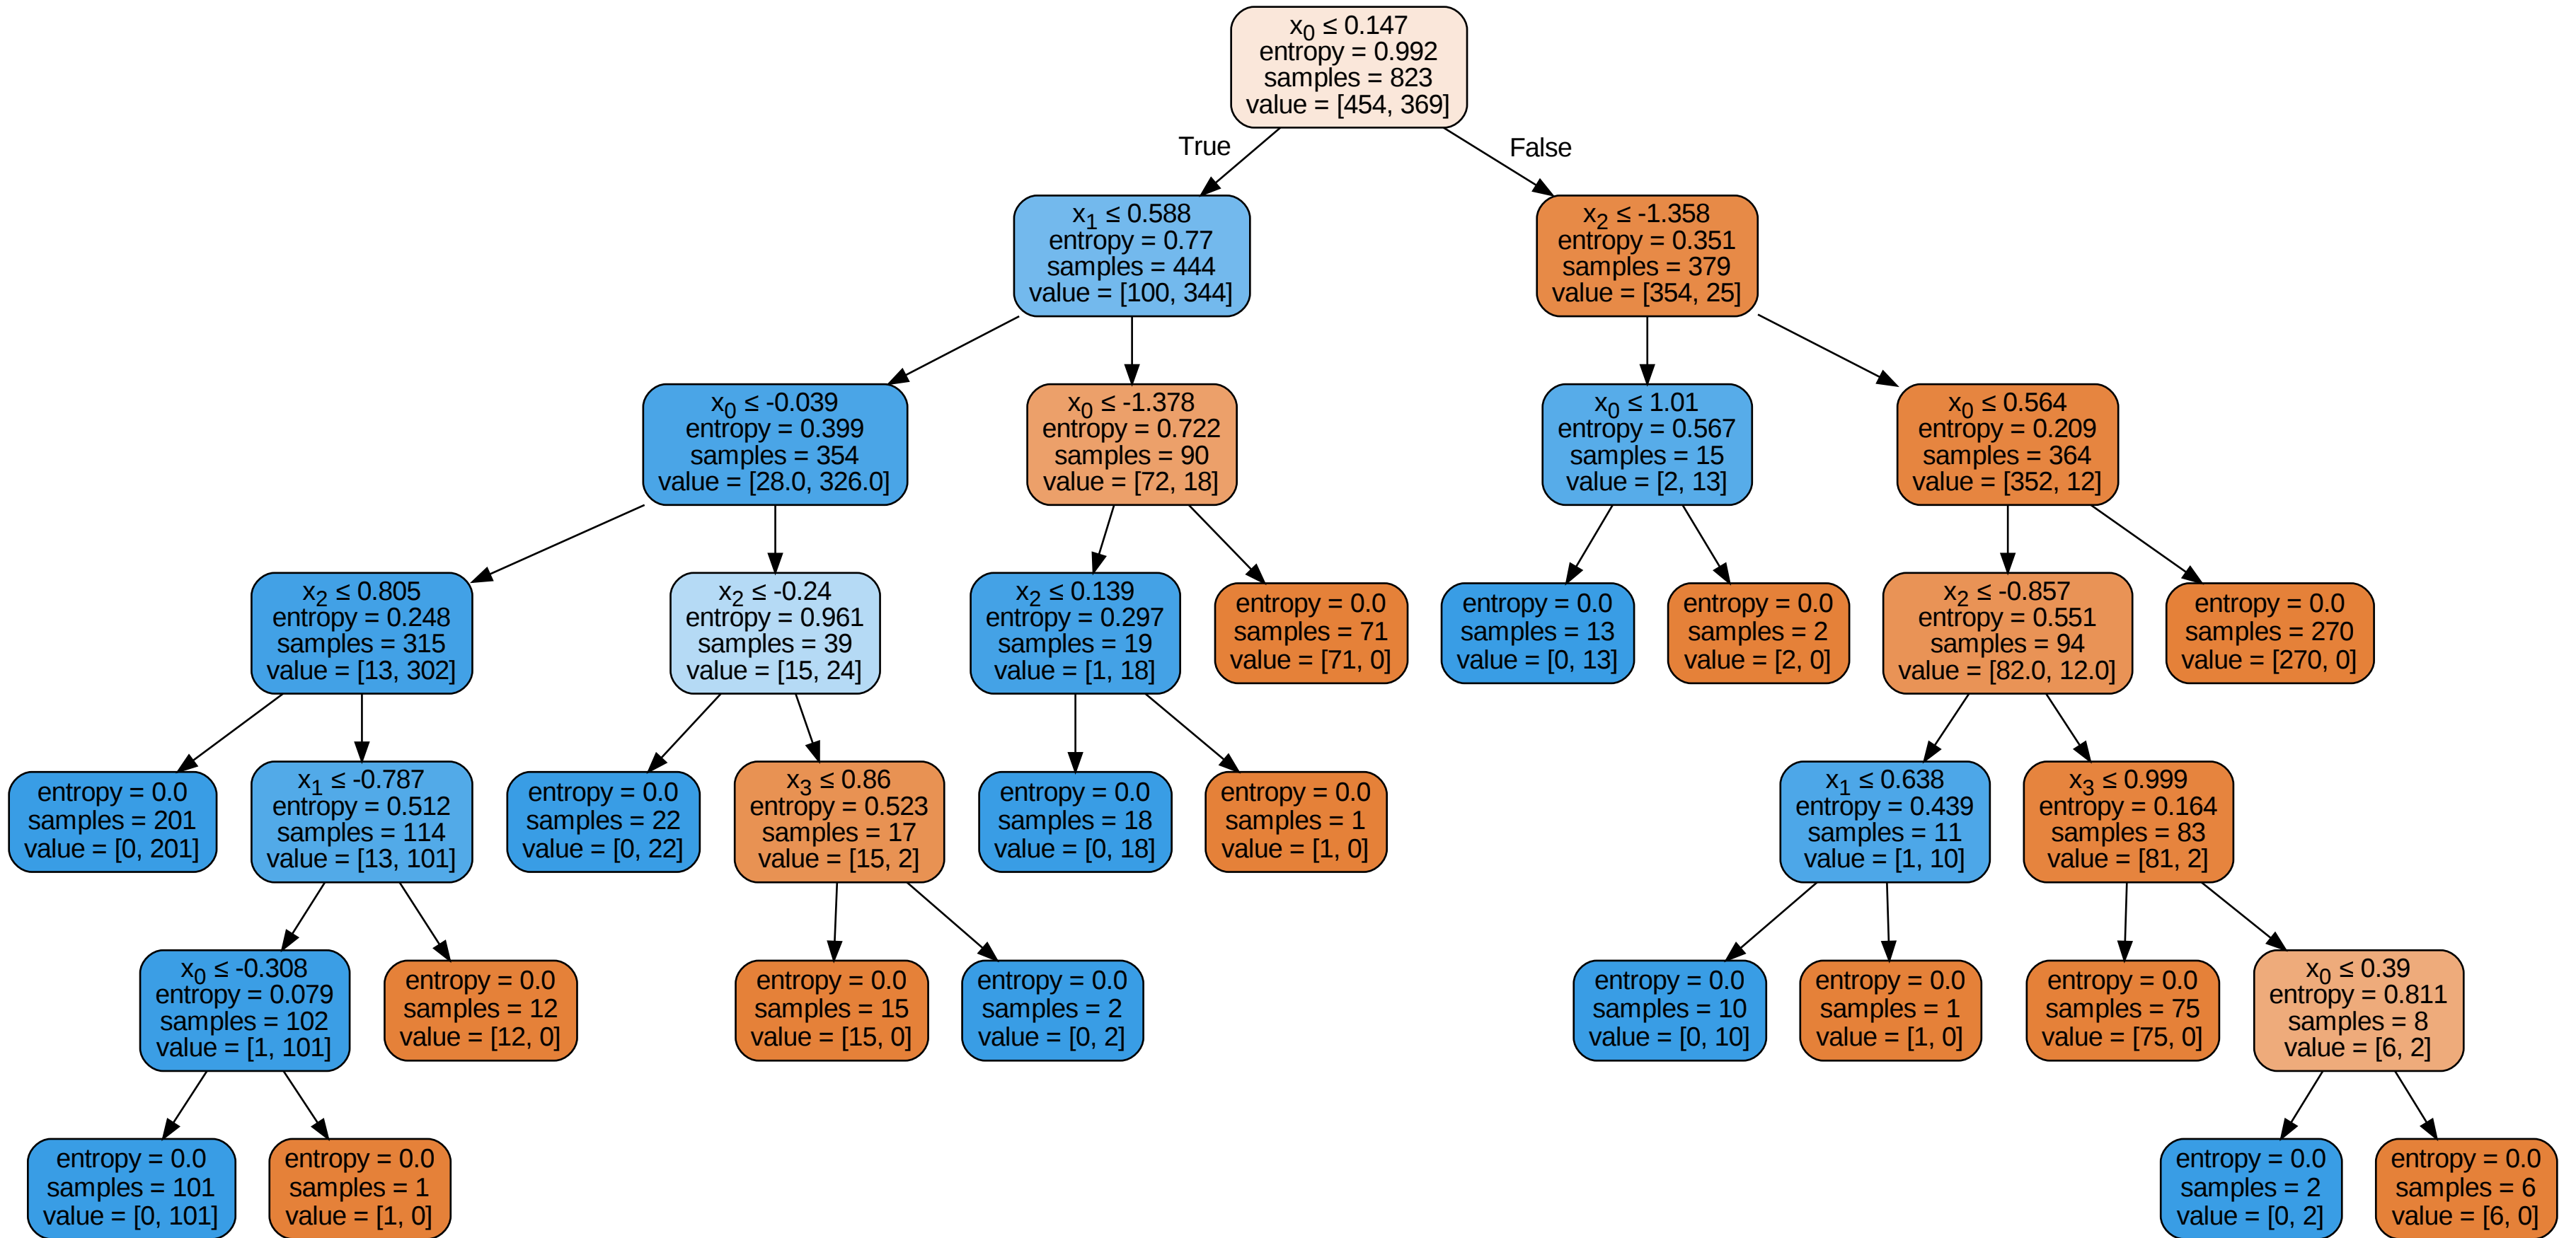 x0 ≤ 0.147
entropy = 0.992
samples = 823
value = [454, 369]
True
False
x1 ≤ 0.588
entropy = 0.77
samples = 444
value = [100, 344]
x2 ≤ -1.358
entropy = 0.351
samples = 379
value = [354, 25]
x0 ≤ -0.039
entropy = 0.399
samples = 354
value = [28.0, 326.0]
x0 ≤ -1.378
entropy = 0.722
samples = 90
value = [72, 18]
x0 ≤ 1.01
entropy = 0.567
samples = 15
value = [2, 13]
x0 ≤ 0.564
entropy = 0.209
samples = 364
value = [352, 12]
x2 ≤ 0.805
entropy = 0.248
samples = 315
value = [13, 302]
x2 ≤ -0.24
entropy = 0.961
samples = 39
value = [15, 24]
x2 ≤ 0.139
entropy = 0.297
samples = 19
value = [1, 18]
entropy = 0.0
samples = 71
value = [71, 0]
entropy = 0.0
samples = 13
value = [0, 13]
entropy = 0.0
samples = 2
value = [2, 0]
x2 ≤ -0.857
entropy = 0.551
samples = 94
value = [82.0, 12.0]
entropy = 0.0
samples = 270
value = [270, 0]
entropy = 0.0
samples = 201
value = [0, 201]
x1 ≤ -0.787
entropy = 0.512
samples = 114
value = [13, 101]
entropy = 0.0
samples = 22
value = [0, 22]
x3 ≤ 0.86
entropy = 0.523
samples = 17
value = [15, 2]
entropy = 0.0
samples = 18
value = [0, 18]
entropy = 0.0
samples = 1
value = [1, 0]
x1 ≤ 0.638
entropy = 0.439
samples = 11
value = [1, 10]
x3 ≤ 0.999
entropy = 0.164
samples = 83
value = [81, 2]
x0 ≤ -0.308
entropy = 0.079
samples = 102
value = [1, 101]
entropy = 0.0
samples = 12
value = [12, 0]
entropy = 0.0
samples = 15
value = [15, 0]
entropy = 0.0
samples = 2
value = [0, 2]
entropy = 0.0
samples = 10
value = [0, 10]
entropy = 0.0
samples = 1
value = [1, 0]
entropy = 0.0
samples = 75
value = [75, 0]
x0 ≤ 0.39
entropy = 0.811
samples = 8
value = [6, 2]
entropy = 0.0
samples = 101
value = [0, 101]
entropy = 0.0
samples = 1
value = [1, 0]
entropy = 0.0
samples = 2
value = [0, 2]
entropy = 0.0
samples = 6
value = [6, 0]